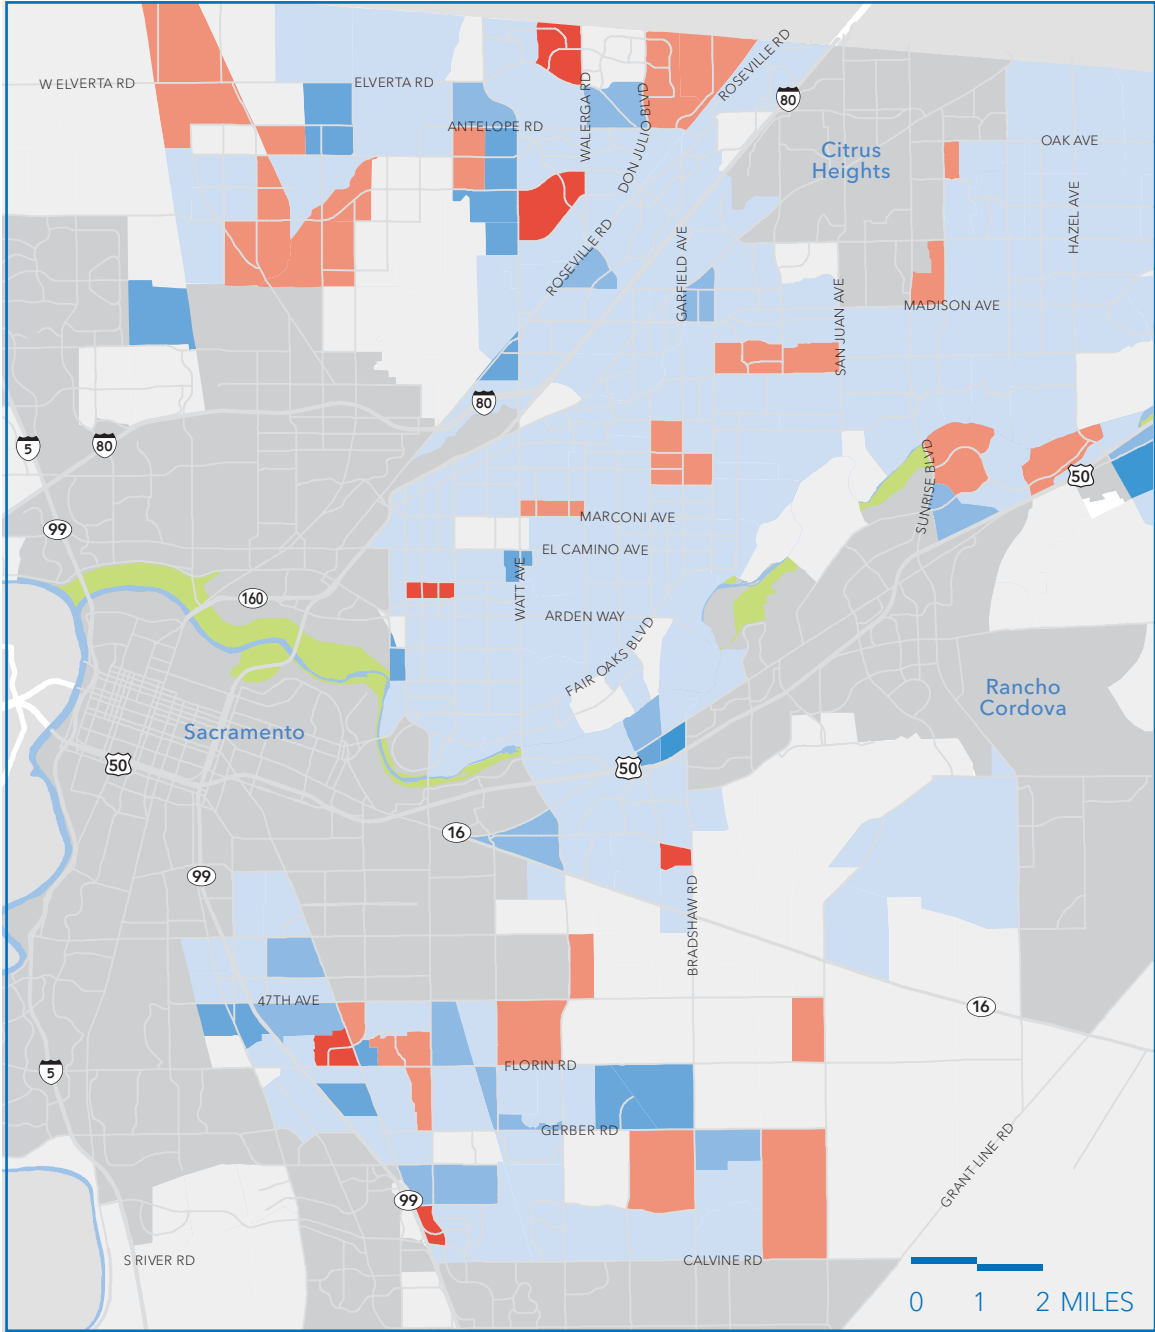 W ELVERTA RD
ELVERTA RD
ANTELOPE RD
WALERGA RD
DON JULIO BLVD
ROSEVILLE RD
80
Citrus
Heights
OAK AVE
HAZEL AVE
ROSEVILLE RD
GARFIELD AVE
SAN JUAN AVE
MADISON AVE
80
5
80
SUNRISE BLVD
50
99
MARCONI AVE
EL CAMINO AVE
WATT AVE
160
ARDEN WAY
FAIR OAKS BLVD
Rancho
Cordova
Sacramento
50
50
16
99
BRADSHAW RD
47TH AVE
16
5
FLORIN RD
GERBER RD
GRANT LINE RD
99
S RIVER RD
CALVINE RD
0 1 2 MILES